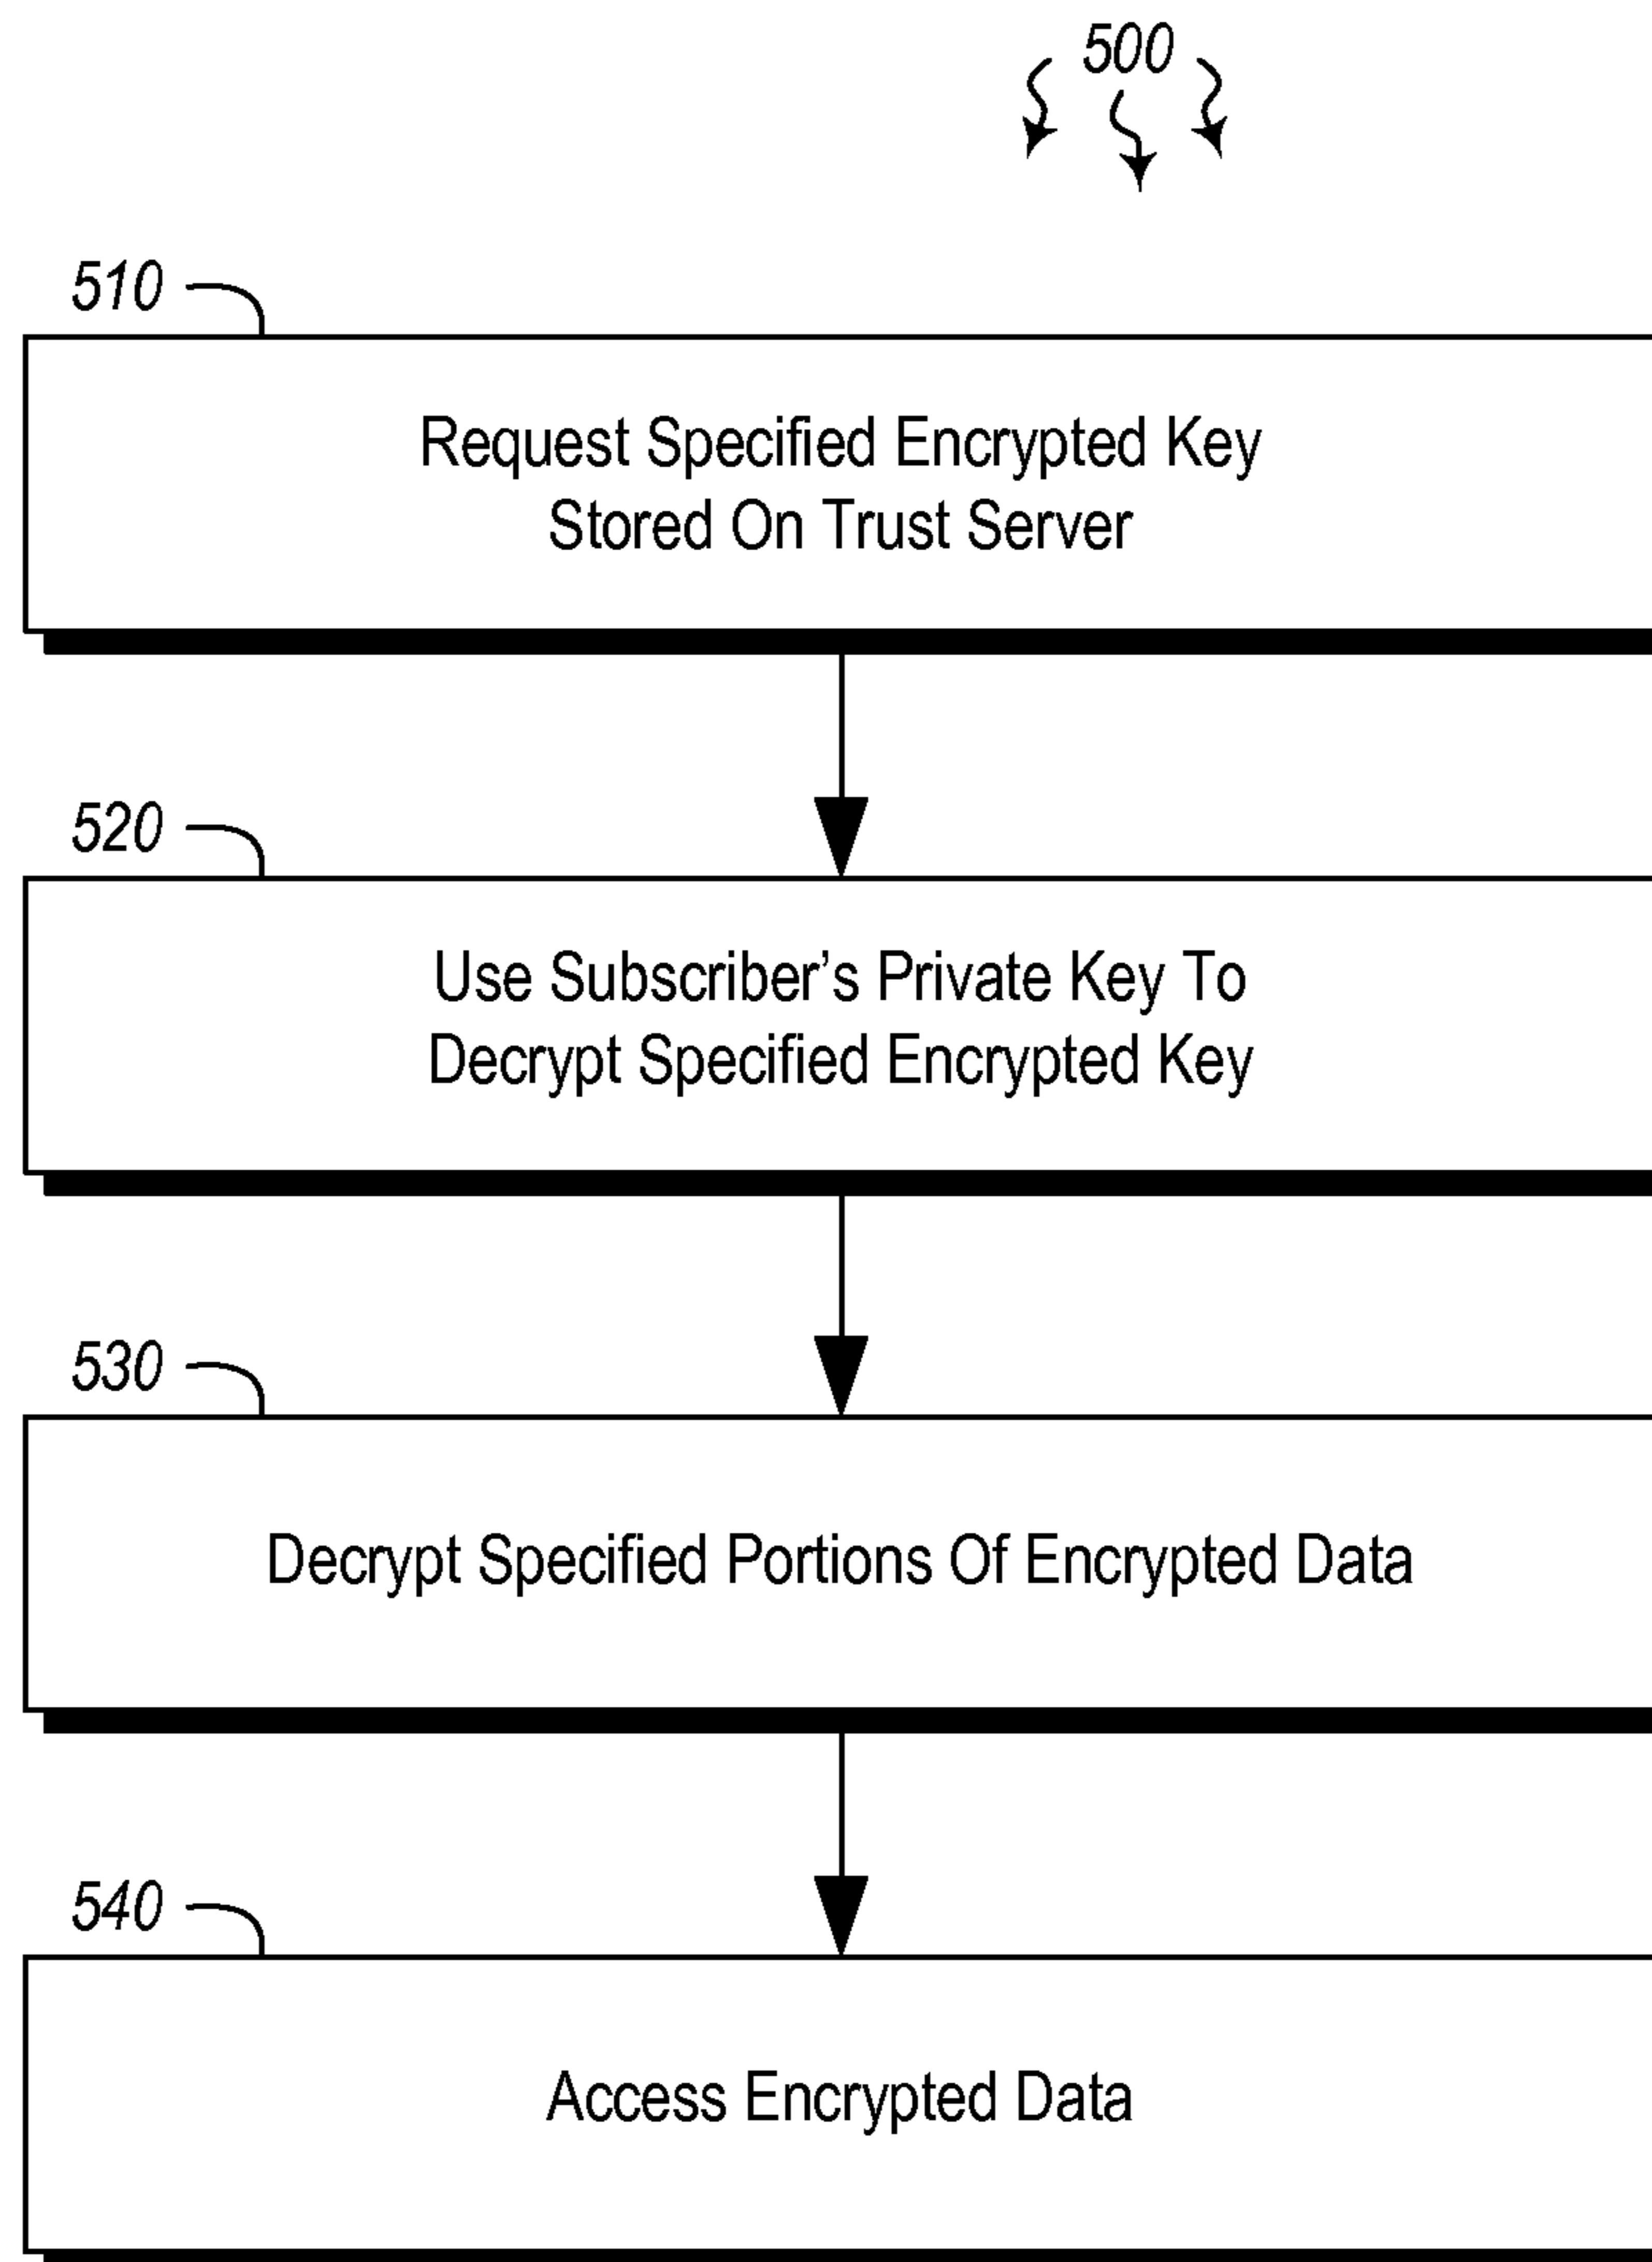 500
510
Request Specified Encrypted Key
Stored On Trust Server
520
Use Subscriber's Private Key To
Decrypt Specified Encrypted Key
530
Decrypt Specified Portions Of Encrypted Data
540
Access Encrypted Data